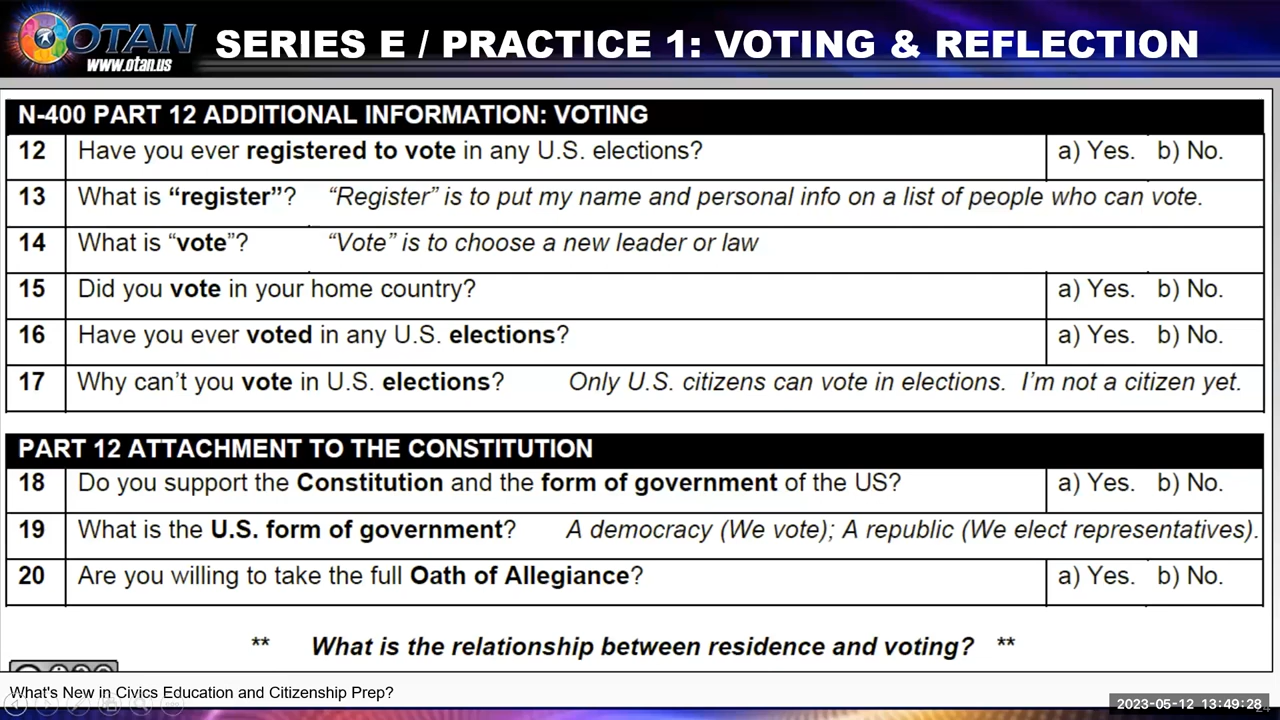 OTAN
www.otan.us
SERIES E / PRACTICE 1: VOTING & REFLECTION
N-400 PART 12 ADDITIONAL INFORMATION: VOTING
12 Have you ever registered to vote in any U.S. elections? a) Yes. b) No.
13 What is “register”? “Register” is to put my name and personal info on a list of people who can vote.
14 What is “vote”? “Vote” is to choose a new leader or law
15 Did you vote in your home country? a) Yes. b) No.
16 Have you ever voted in any U.S. elections? a) Yes. b) No.
17 Why can’t you vote in U.S. elections? Only U.S. citizens can vote in elections. I’m not a citizen yet.
PART 12 ATTACHMENT TO THE CONSTITUTION
18 Do you support the Constitution and the form of government of the US? a) Yes. b) No.
19 What is the U.S. form of government? A democracy (We vote); A republic (We elect representatives).
20 Are you willing to take the full Oath of Allegiance? a) Yes. b) No.
** What is the relationship between residence and voting? **
What's New in Civics Education and Citizenship Prep?
2023-05-12 13:49:28